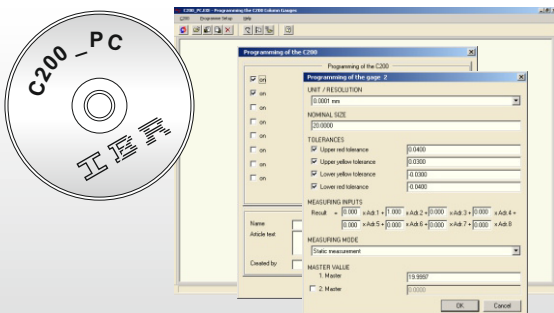 C200_PC
IBR
C200_PC.XXX - Programming the C200 Column Gauges
C200 Programme Setup Help
Programming of the C200
Programming of the C200
on
on
on
on
on
on
on
Name
Article text
Created by
Programming of the gage 2
UNIT / RESOLUTION
0.0001 mm
NOMINAL SIZE
20.0000
TOLERANCES
Upper red tolerance 0.0400
Upper yellow tolerance 0.0300
Lower yellow tolerance -0.0300
Lower red tolerance -0.0400
MEASURING INPUTS
Result = 0.000 x Adr.1 + 1.000 x Adr.2 + 0.000 x Adr.3 + 0.000 x Adr.4 +
0.000 x Adr.5 + 0.000 x Adr.6 + 0.000 x Adr.7 + 0.000 x Adr.8
MEASURING MODE
Static measurement
MASTER VALUE
1. Master 19.9997
2. Master 0.0000
OK Cancel